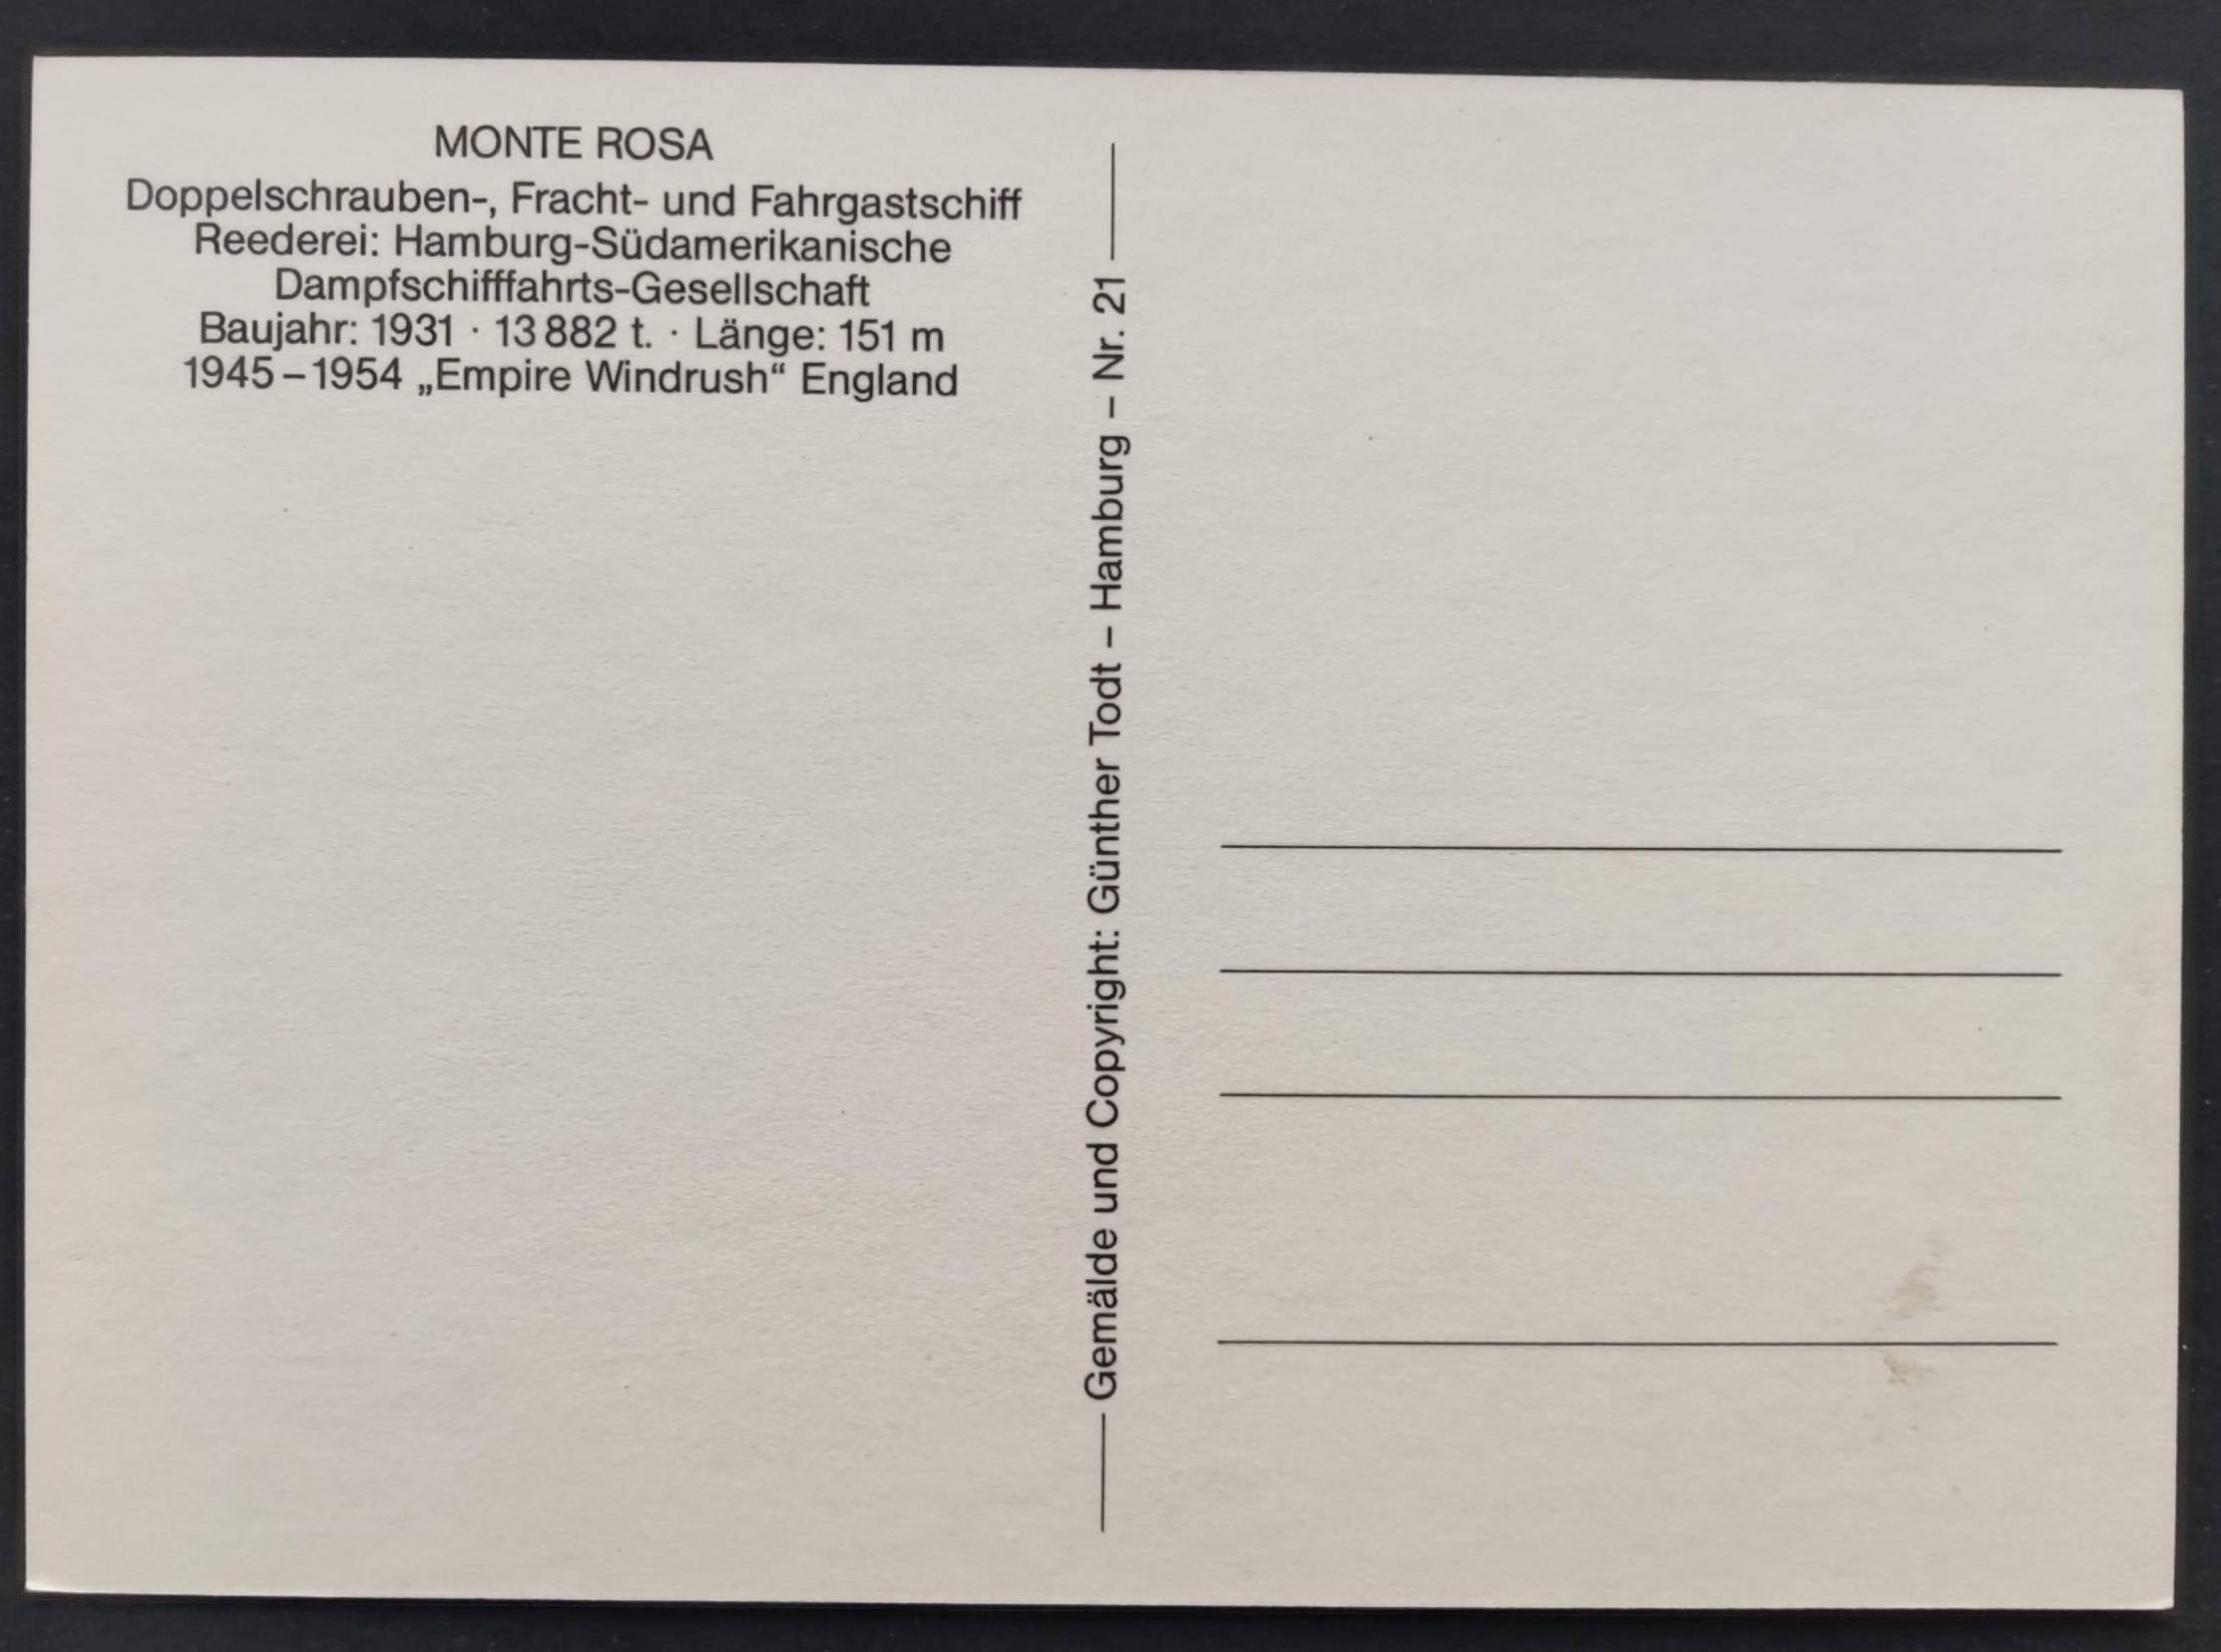 MONTE ROSA
Doppelschrauben-, Fracht- und Fahrgastschiff
Reederei: Hamburg-Südamerikanische
Dampfschifffahrts-Gesellschaft
Baujahr: 1931 · 13 882 t. · Länge: 151 m
1945–1954 „Empire Windrush“ England
Gemälde und Copyright: Günther Todt – Hamburg – Nr. 21